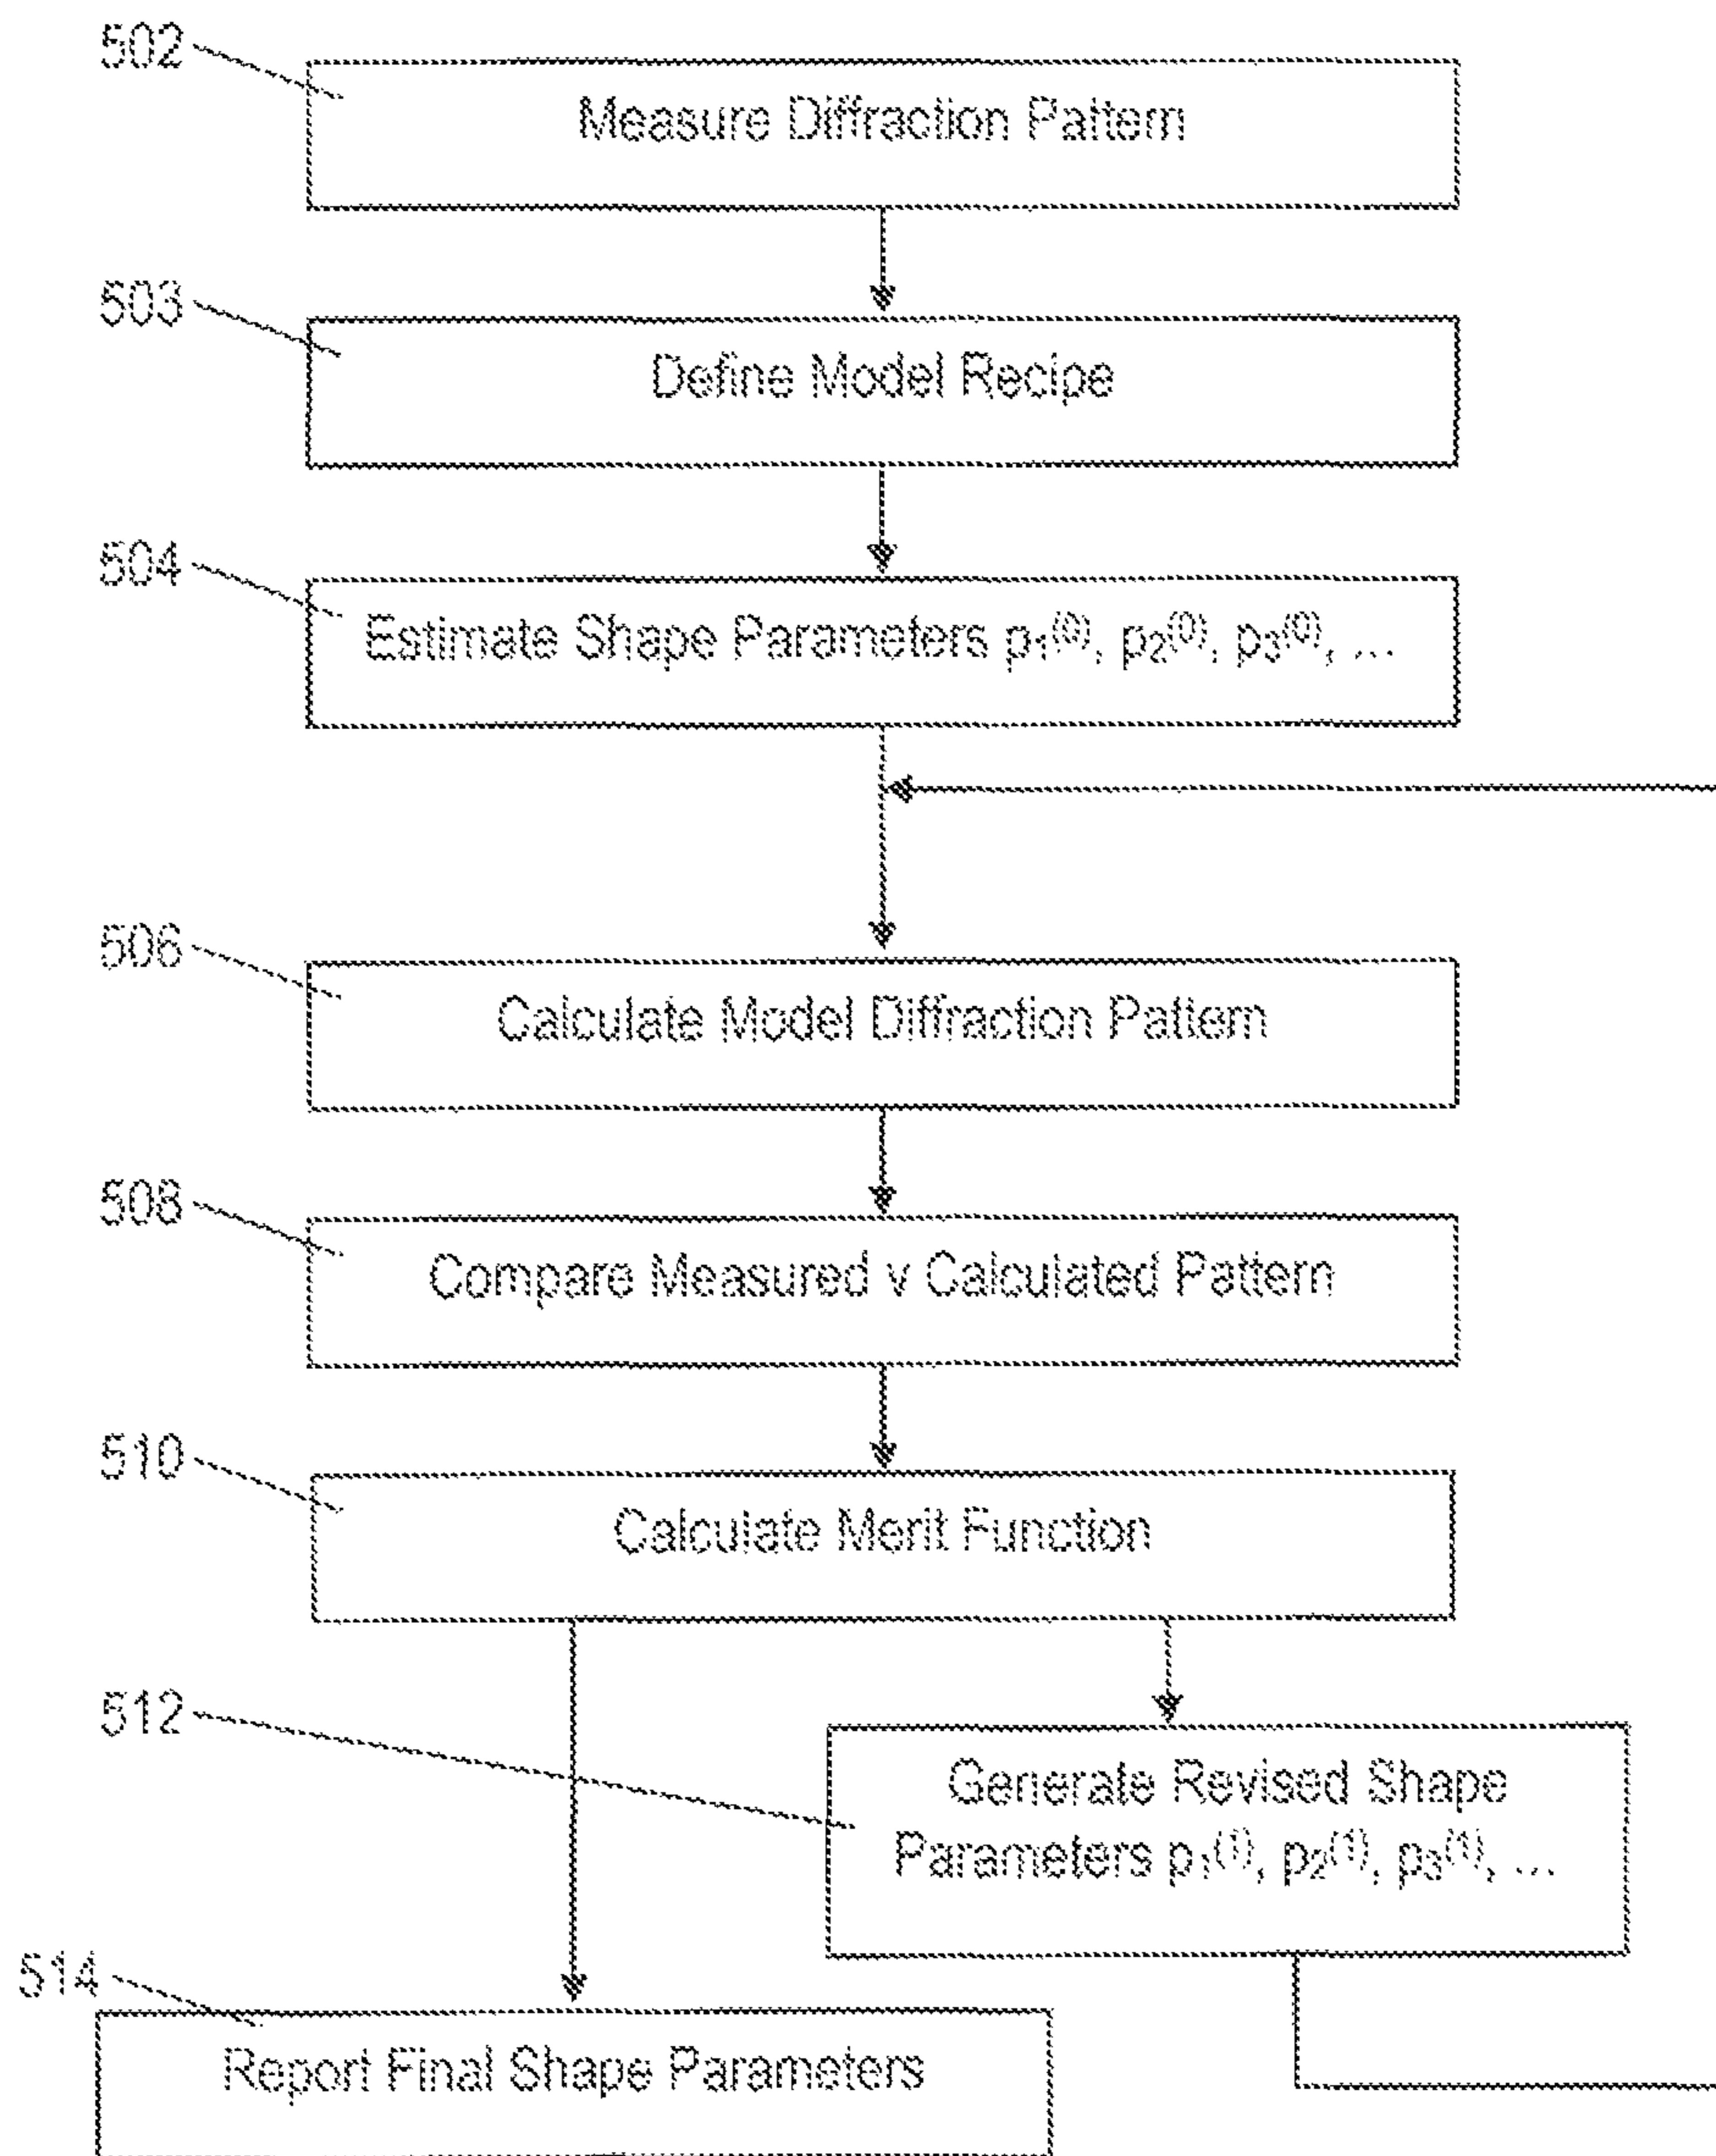 502
Measure Diffraction Pattern
503
Define Model Recipe
504
Estimate Shape Parameters p₁⁽⁰⁾, p₂⁽⁰⁾, p₃⁽⁰⁾, ...
506
Calculate Model Diffraction Pattern
508
Compare Measured v Calculated Pattern
510
Calculate Merit Function
512
Generate Revised Shape
Parameters p₁⁽¹⁾, p₂⁽¹⁾, p₃⁽¹⁾, ...
514
Report Final Shape Parameters